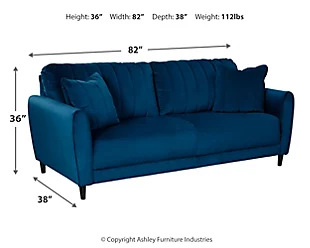 Height: 36" Width: 82" Depth: 38" Weight: 112lbs
82"
36"
38"
© Copyright Ashley Furniture Industries